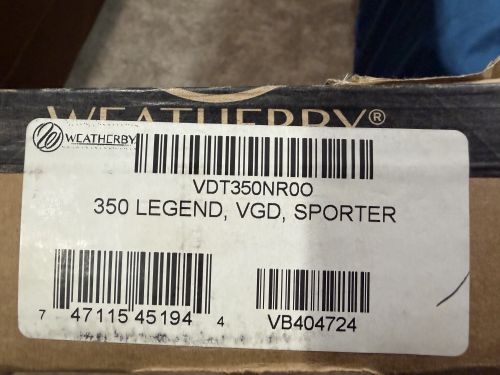 WEATHERBY®
W WEATHERBY
VDT350NR0O
350 LEGEND, VGD, SPORTER
7 47115 45194 4
VB404724